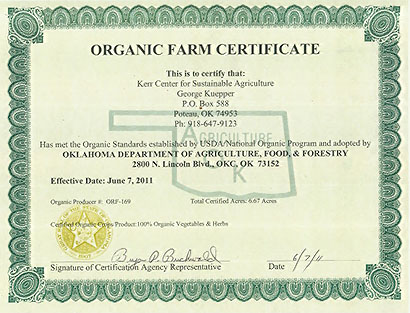 ORGANIC FARM CERTIFICATE
This is to certify that:
Kerr Center for Sustainable Agriculture
George Kuepper
P.O. Box 588
Poteau, OK 74953
Ph: 918-647-9123
AGRICULTURE
OK
Has met the Organic Standards established by USDA/National Organic Program and adopted by
OKLAHOMA DEPARTMENT OF AGRICULTURE, FOOD, & FORESTRY
2800 N. Lincoln Blvd., OKC, OK 73152
Effective Date: June 7, 2011
Organic Producer #: ORF-169 Total Certified Acres: 6.67 Acres
Certified Organic Crops Product:100% Organic Vegetables & Herbs
Signature of Certification Agency Representative Date 6/7/11